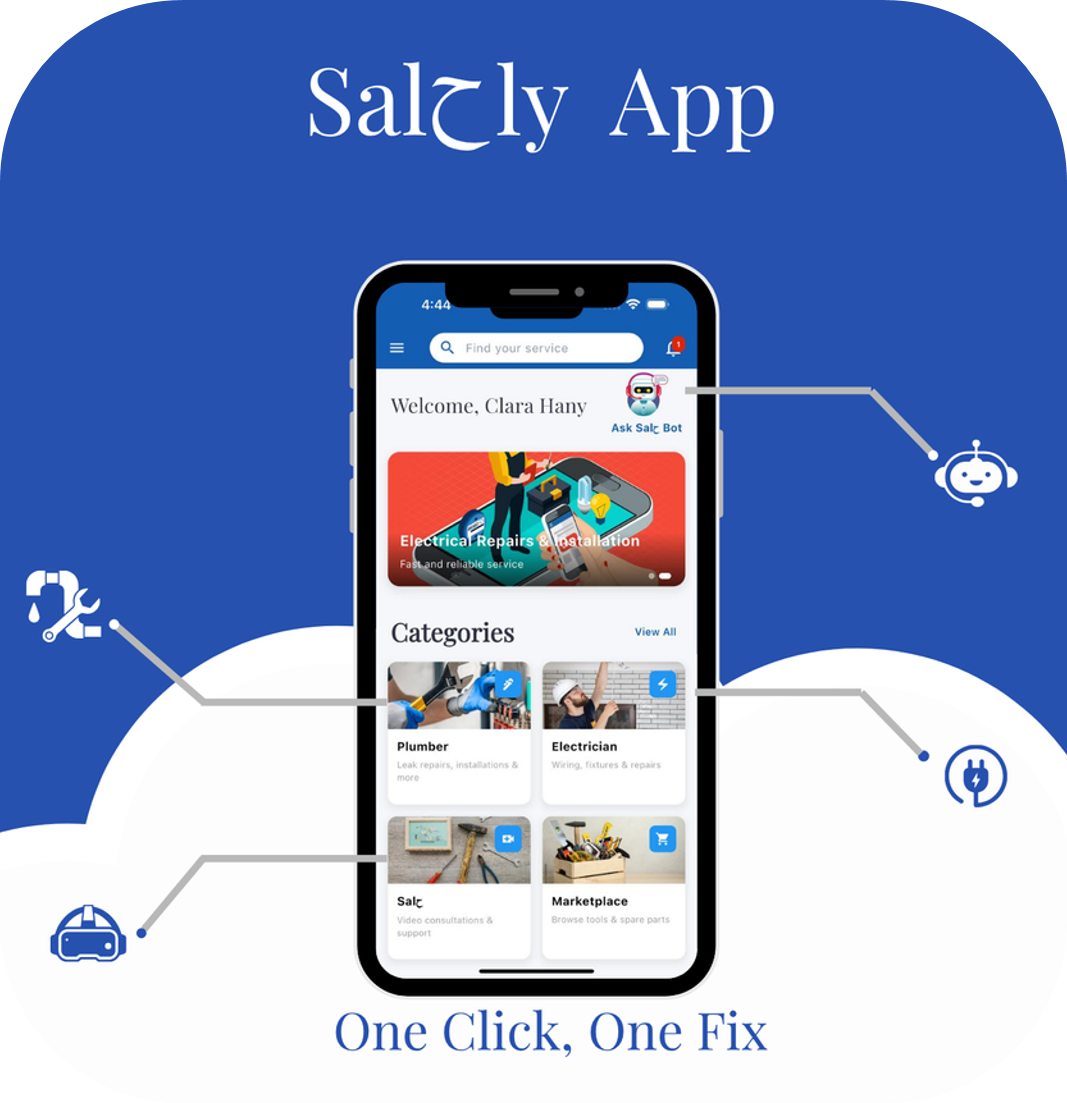 Salحly App
4:44
Find your service
1
Welcome, Clara Hany
Ask Salح Bot
Electrical Repairs & Installation
Fast and reliable service
Categories
View All
Plumber
Leak repairs, installations &
more
Electrician
Wiring, fixtures & repairs
Salح
Video consultations &
support
Marketplace
Browse tools & spare parts
One Click, One Fix